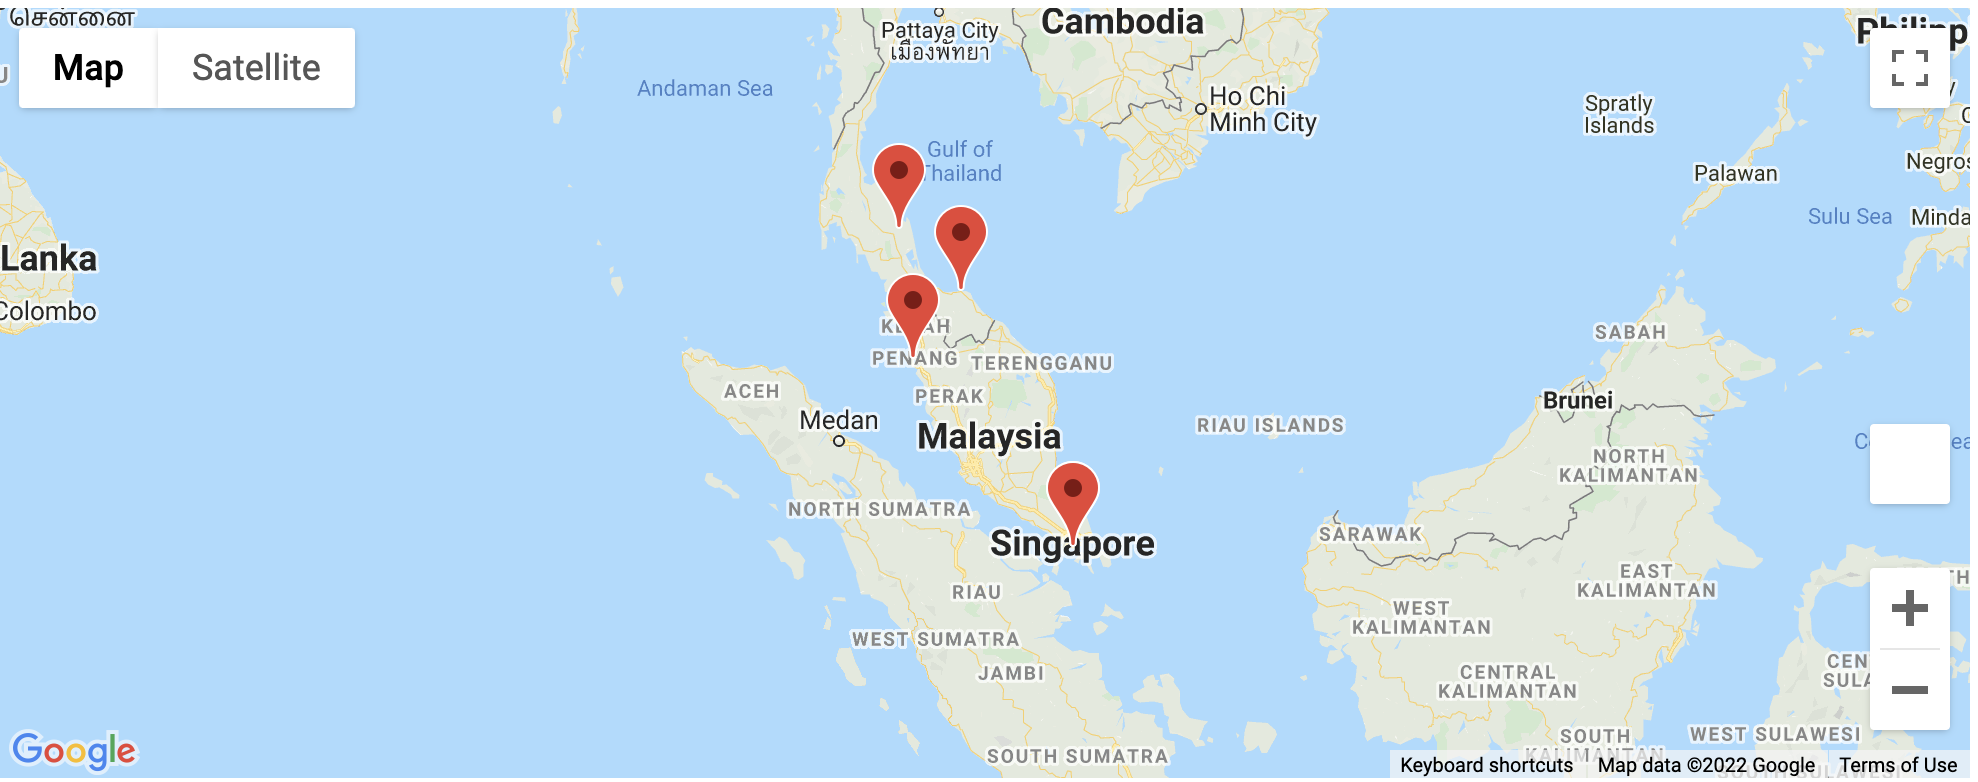 சென்னை
Map
Satellite
Pattaya City
เมืองพัทยา
Cambodia
Philipp
Andaman Sea
Ho Chi
Minh City
Spratly
Islands
Gulf of
Thailand
Palawan
Negros
Sulu Sea
Minda
Lanka
Colombo
SABAH
PENANG
TERENGGANU
ACEH
PERAK
Brunei
Medan
RIAU ISLANDS
Malaysia
NORTH
KALIMANTAN
NORTH SUMATRA
SARAWAK
Singapore
EAST
KALIMANTAN
RIAU
WEST
KALIMANTAN
WEST SUMATRA
CEN
SULA
JAMBI
CENTRAL
KALIMANTAN
WEST SULAWESI
SOUTH
KALIMANTAN
SOUTH SUMATRA
Google
Keyboard shortcuts
Map data ©2022 Google
Terms of Use